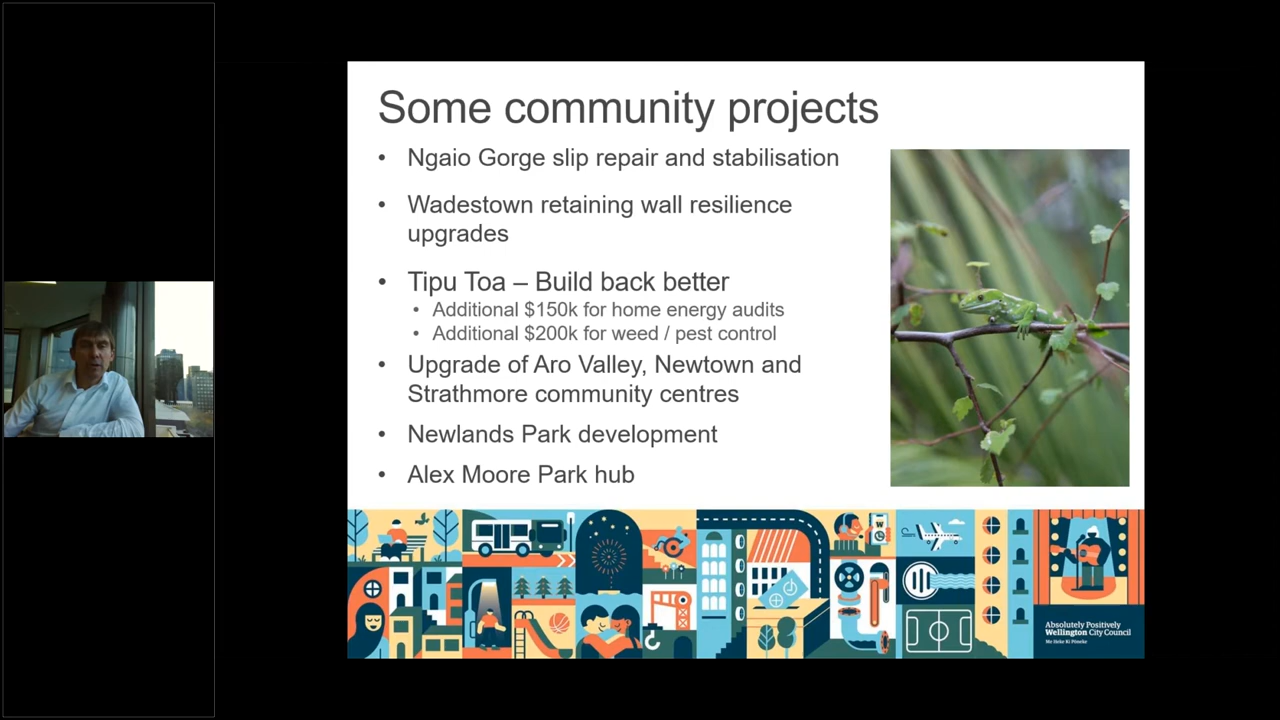 Some community projects
• Ngaio Gorge slip repair and stabilisation
• Wadestown retaining wall resilience
upgrades
• Tipu Toa – Build back better
• Additional $150k for home energy audits
• Additional $200k for weed / pest control
• Upgrade of Aro Valley, Newtown and
Strathmore community centres
• Newlands Park development
• Alex Moore Park hub
W
Absolutely Positively
Wellington City Council
Me Heke Ki Pōneke